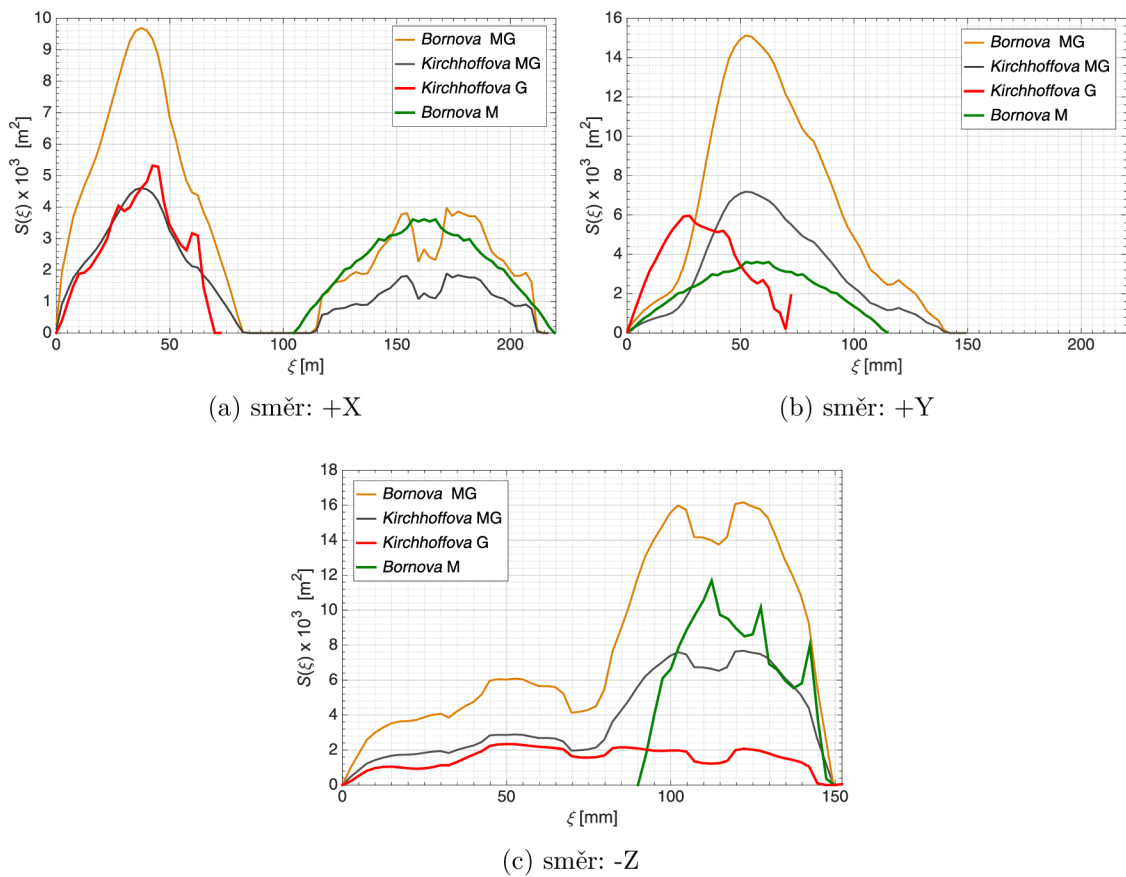 10
9
8
7
6
5
4
3
2
1
0
S(ξ) x 10³ [m²]
Bornova MG
Kirchhoffova MG
Kirchhoffova G
Bornova M
0 50 100 150 200
ξ [m]
(a) směr: +X
16
14
12
10
8
6
4
2
0
S(ξ) x 10³ [m²]
Bornova MG
Kirchhoffova MG
Kirchhoffova G
Bornova M
0 50 100 150 200
ξ [mm]
(b) směr: +Y
18
16
14
12
10
8
6
4
2
0
S(ξ) x 10³ [m²]
Bornova MG
Kirchhoffova MG
Kirchhoffova G
Bornova M
0 50 100 150
ξ [mm]
(c) směr: -Z